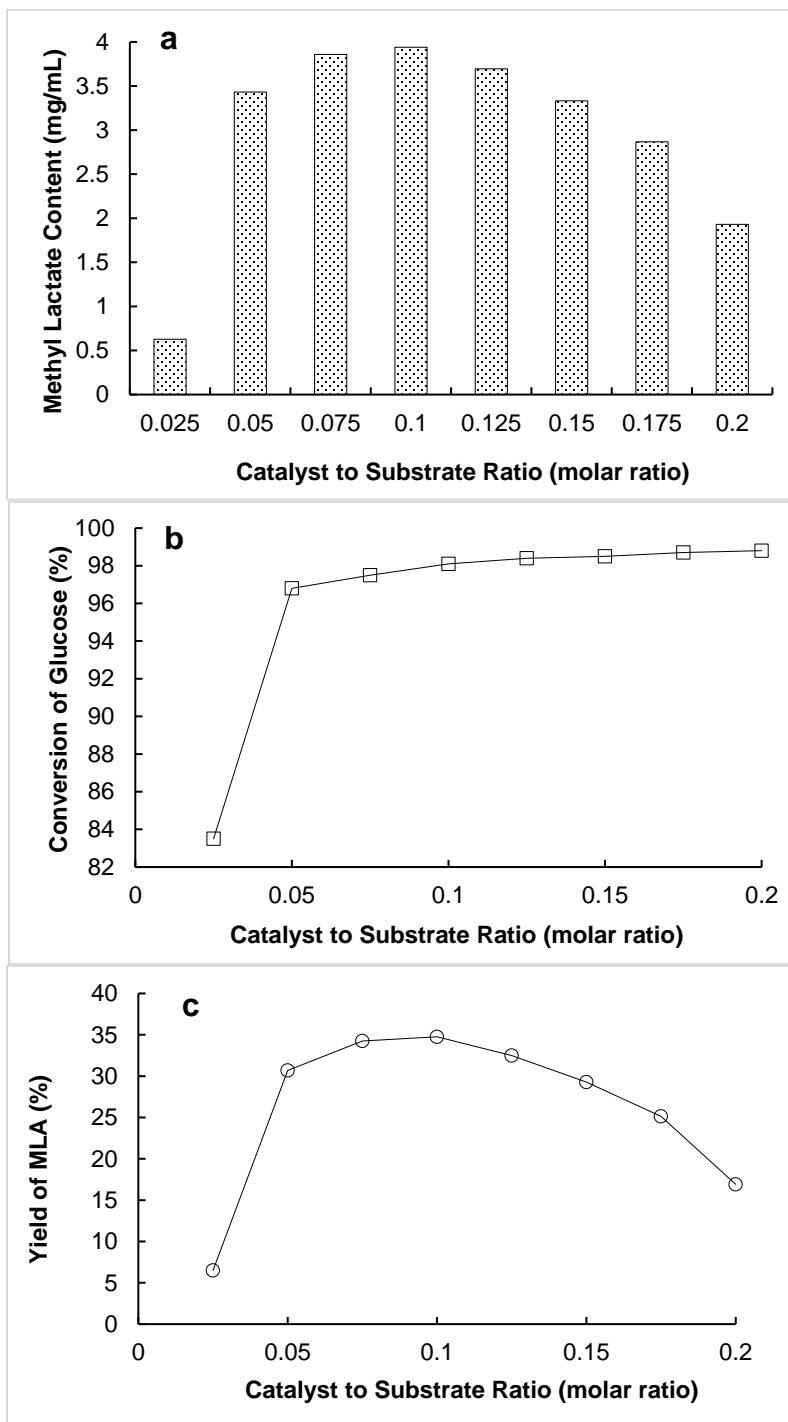 a
Methyl Lactate Content (mg/mL)
4
3.5
3
2.5
2
1.5
1
0.5
0
0.025 0.05 0.075 0.1 0.125 0.15 0.175 0.2
Catalyst to Substrate Ratio (molar ratio)
b
Conversion of Glucose (%)
100
98
96
94
92
90
88
86
84
82
0 0.05 0.1 0.15 0.2
Catalyst to Substrate Ratio (molar ratio)
c
Yield of MLA (%)
40
35
30
25
20
15
10
5
0
0 0.05 0.1 0.15 0.2
Catalyst to Substrate Ratio (molar ratio)